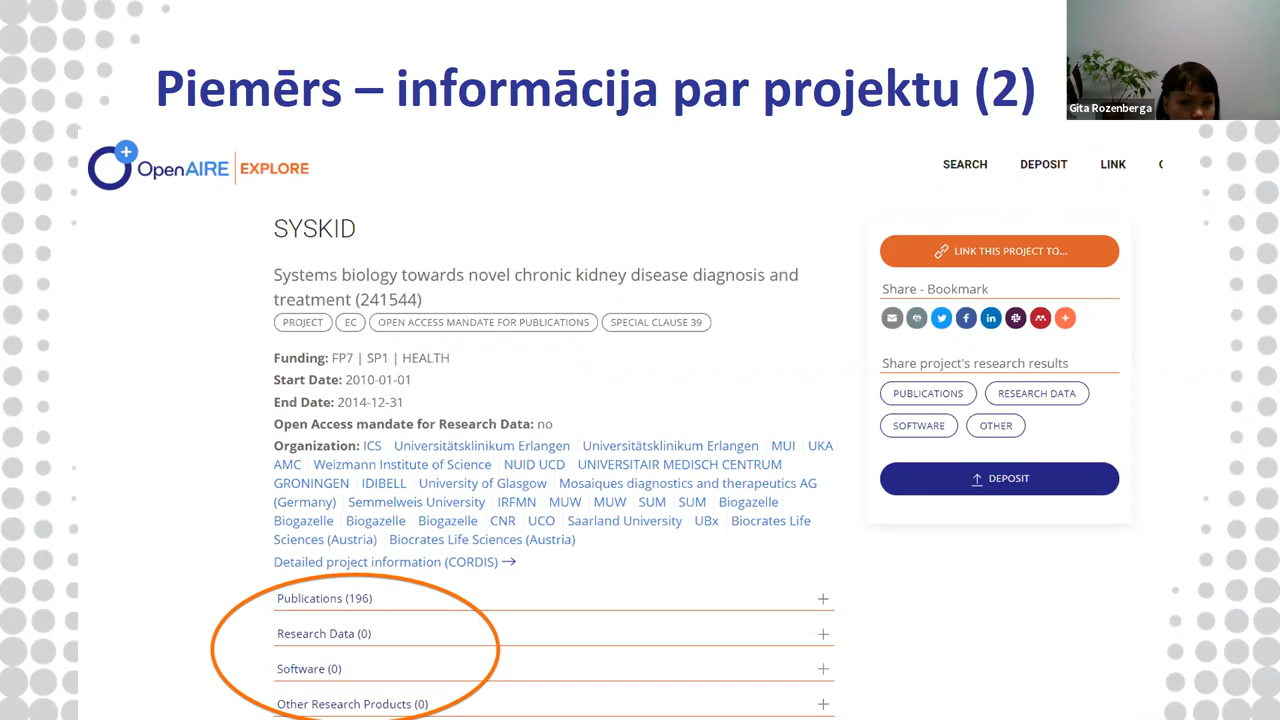 Piemērs – informācija par projektu (2)
Gita Rozenberga
OpenAIRE | EXPLORE
SEARCH DEPOSIT LINK
SYSKID
Systems biology towards novel chronic kidney disease diagnosis and
treatment (241544)
PROJECT EC OPEN ACCESS MANDATE FOR PUBLICATIONS SPECIAL CLAUSE 39
Funding: FP7 | SP1 | HEALTH
Start Date: 2010-01-01
End Date: 2014-12-31
Open Access mandate for Research Data: no
Organization: ICS Universitätsklinikum Erlangen Universitätsklinikum Erlangen MUI UKA
AMC Weizmann Institute of Science NUID UCD UNIVERSITAIR MEDISCH CENTRUM
GRONINGEN IDIBELL University of Glasgow Mosaiques diagnostics and therapeutics AG
(Germany) Semmelweis University IRFMN MUW MUW SUM SUM Biogazelle
Biogazelle Biogazelle Biogazelle CNR UCO Saarland University UBx Biocrates Life
Sciences (Austria) Biocrates Life Sciences (Austria)
Detailed project information (CORDIS) →
Publications (196)
Research Data (0)
Software (0)
Other Research Products (0)
LINK THIS PROJECT TO...
Share - Bookmark
Share project's research results
PUBLICATIONS RESEARCH DATA
SOFTWARE OTHER
DEPOSIT